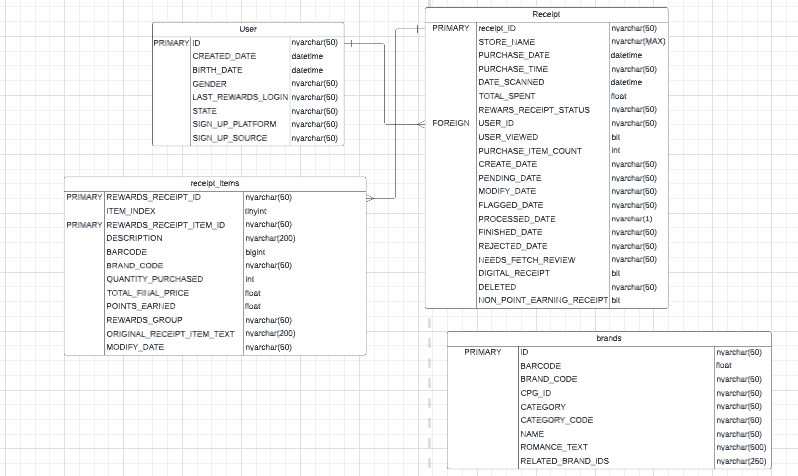 User
PRIMARY ID nvarchar(50)
CREATED_DATE datetime
BIRTH_DATE datetime
GENDER nvarchar(50)
LAST_REWARDS_LOGIN nvarchar(50)
STATE nvarchar(50)
SIGN_UP_PLATFORM nvarchar(50)
SIGN_UP_SOURCE nvarchar(50)
Receipt
PRIMARY receipt_ID nvarchar(50)
STORE_NAME nvarchar(MAX)
PURCHASE_DATE datetime
PURCHASE_TIME nvarchar(50)
DATE_SCANNED datetime
TOTAL_SPENT float
REWARS_RECEIPT_STATUS nvarchar(50)
FOREIGN USER_ID nvarchar(50)
USER_VIEWED bit
PURCHASE_ITEM_COUNT int
CREATE_DATE nvarchar(50)
PENDING_DATE nvarchar(50)
MODIFY_DATE nvarchar(50)
FLAGGED_DATE nvarchar(50)
PROCESSED_DATE nvarchar(1)
FINISHED_DATE nvarchar(50)
REJECTED_DATE nvarchar(50)
NEEDS_FETCH_REVIEW nvarchar(50)
DIGITAL_RECEIPT bit
DELETED nvarchar(50)
NON_POINT_EARNING_RECEIPT bit
receipt_items
PRIMARY REWARDS_RECEIPT_ID nvarchar(50)
ITEM_INDEX tinyint
PRIMARY REWARDS_RECEIPT_ITEM_ID nvarchar(50)
DESCRIPTION nvarchar(200)
BARCODE bigint
BRAND_CODE nvarchar(50)
QUANTITY_PURCHASED int
TOTAL_FINAL_PRICE float
POINTS_EARNED float
REWARDS_GROUP nvarchar(50)
ORIGINAL_RECEIPT_ITEM_TEXT nvarchar(200)
MODIFY_DATE nvarchar(50)
brands
PRIMARY ID nvarchar(50)
BARCODE float
BRAND_CODE nvarchar(50)
CPG_ID nvarchar(50)
CATEGORY nvarchar(50)
CATEGORY_CODE nvarchar(50)
NAME nvarchar(50)
ROMANCE_TEXT nvarchar(500)
RELATED_BRAND_IDS nvarchar(250)